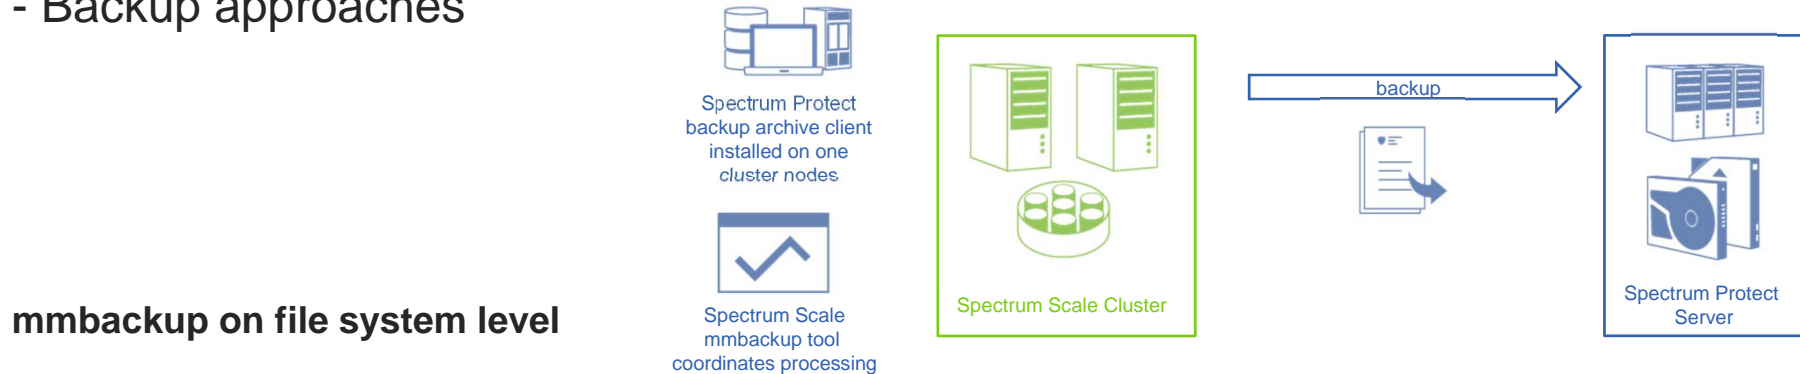 - Backup approaches
Spectrum Protect
backup archive client
installed on one
cluster nodes
Spectrum Scale
mmbackup tool
coordinates processing
mmbackup on file system level
Spectrum Scale Cluster
backup
Spectrum Protect
Server